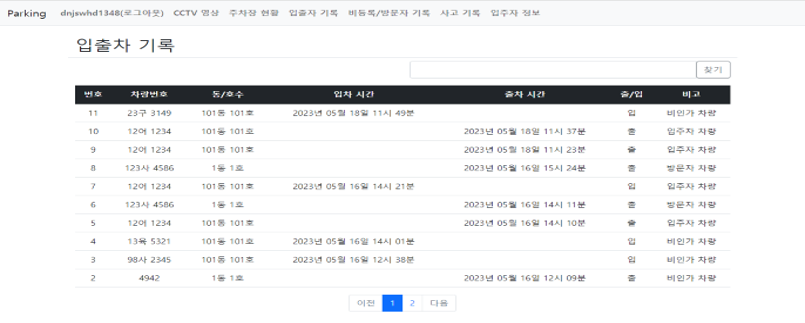 Parking dnjswhd1348(로그아웃) CCTV 영상 주차장 현황 입출차 기록 비등록/방문자 기록 사고 기록 입주자 정보
입출차 기록
찾기
번호 차량번호 동/호수 입차 시간 출차 시간 출/입 비고
11 23구 3149 101동 101호 2023년 05월 18일 11시 49분 입 비인가 차량
10 12어 1234 101동 101호 2023년 05월 18일 11시 37분 출 입주자 차량
9 12어 1234 101동 101호 2023년 05월 18일 11시 23분 출 입주자 차량
8 123사 4586 1동 1호 2023년 05월 16일 15시 24분 출 방문자 차량
7 12어 1234 101동 101호 2023년 05월 16일 14시 21분 입 입주자 차량
6 123사 4586 1동 1호 2023년 05월 16일 14시 11분 출 방문자 차량
5 12어 1234 101동 101호 2023년 05월 16일 14시 10분 출 입주자 차량
4 13육 5321 101동 101호 2023년 05월 16일 14시 01분 입 비인가 차량
3 98사 2345 101동 101호 2023년 05월 16일 12시 38분 입 비인가 차량
2 4942 1동 1호 2023년 05월 16일 12시 09분 출 비인가 차량
이전 1 2 다음